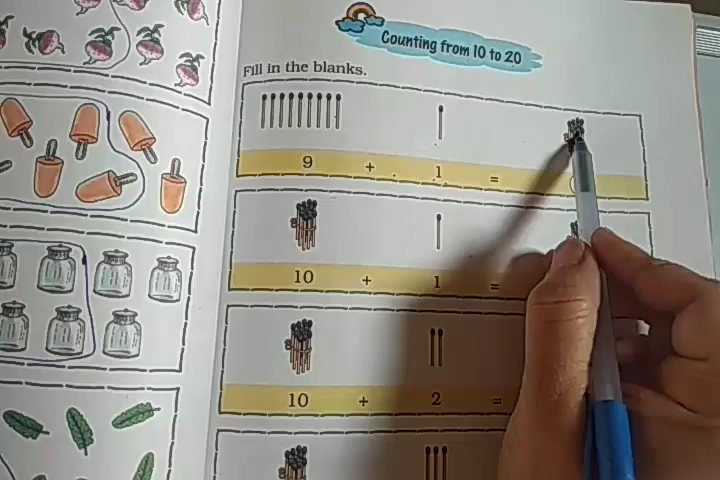 Counting from 10 to 20
Fill in the blanks.
9 + 1 =
10 + 1 =
10 + 2 =